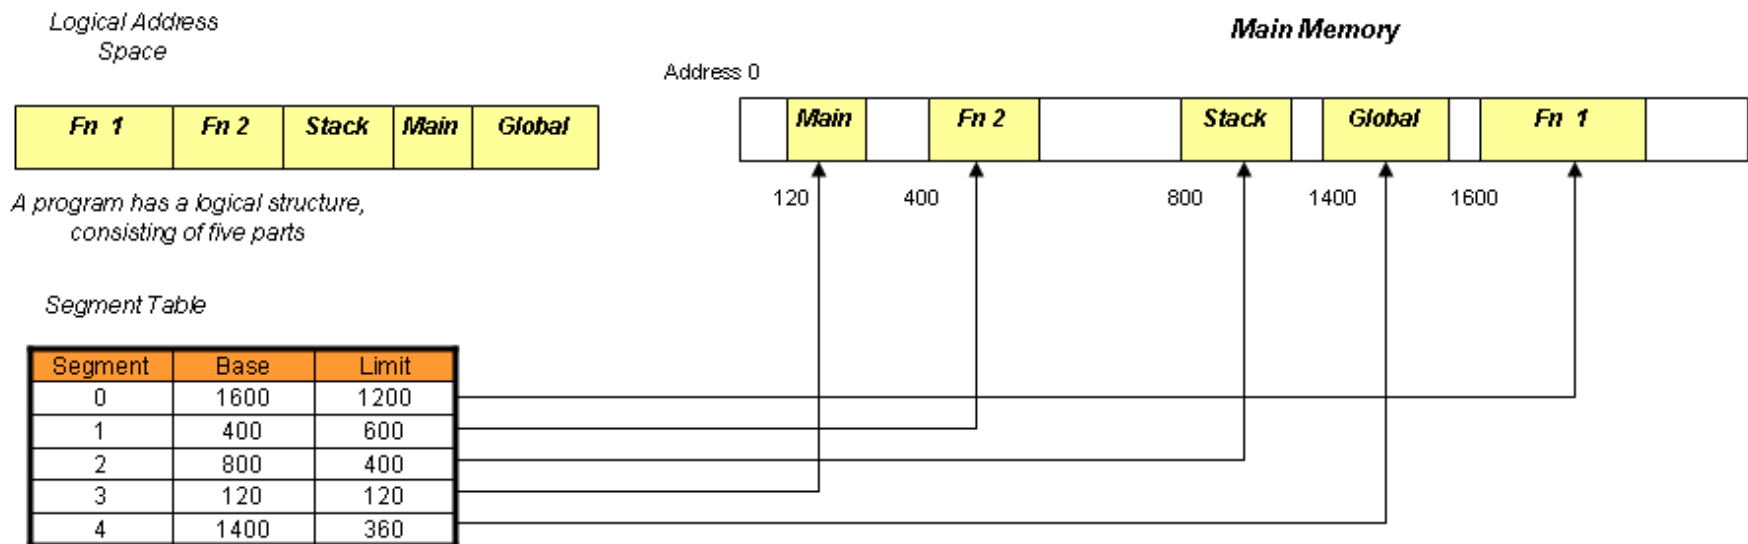 Logical Address
Space
Fn 1 Fn 2 Stack Main Global
A program has a logical structure,
consisting of five parts
Main Memory
Address 0
Main Fn 2 Stack Global Fn 1
120 400 800 1400 1600
Segment Table
Segment Base Limit
0 1600 1200
1 400 600
2 800 400
3 120 120
4 1400 360